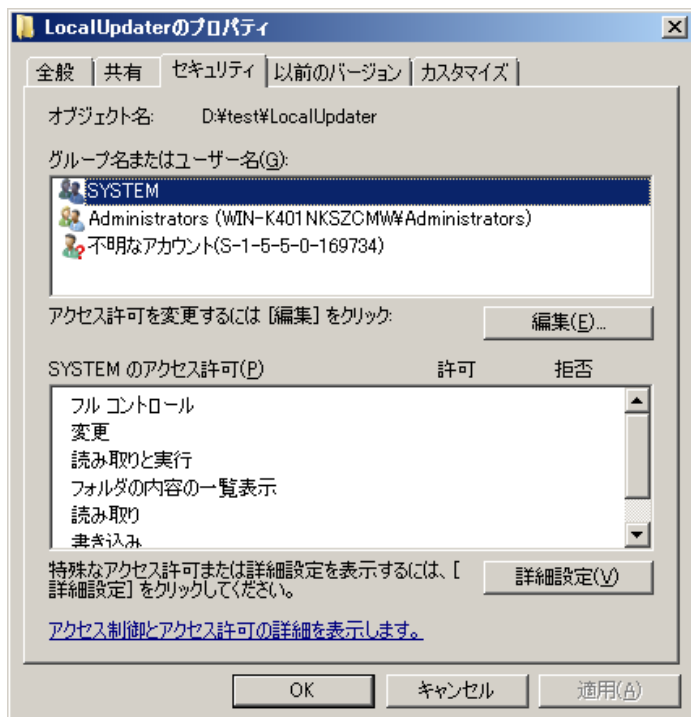 LocalUpdaterのプロパティ
全般 共有 セキュリティ 以前のバージョン カスタマイズ
オブジェクト名: D:¥test¥LocalUpdater
グループ名またはユーザー名(G):
SYSTEM
Administrators (WIN-K401NKSZCMW¥Administrators)
不明なアカウント(S-1-5-5-0-169734)
アクセス許可を変更するには [編集] をクリック: 編集(E)...
SYSTEM のアクセス許可(P) 許可 拒否
フル コントロール
変更
読み取りと実行
フォルダの内容の一覧表示
読み取り
書き込み
特殊なアクセス許可または詳細設定を表示するには、[
詳細設定] をクリックしてください。 詳細設定(V)
アクセス制御とアクセス許可の詳細を表示します。
OK キャンセル 適用(A)